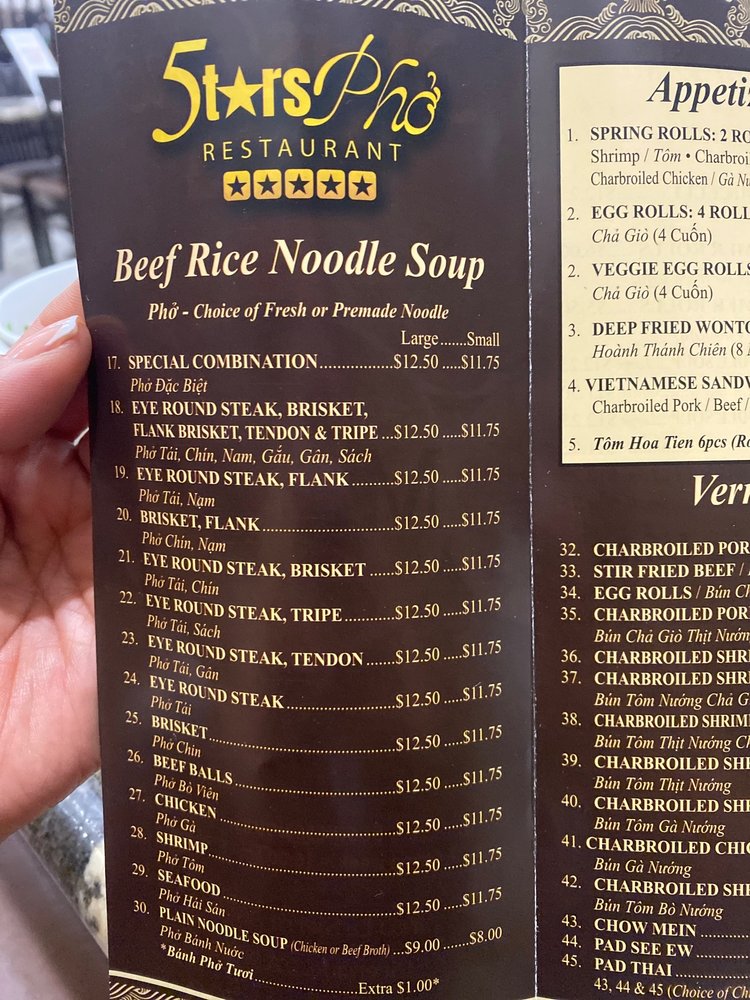 5tars Phở
RESTAURANT
Beef Rice Noodle Soup
Phở - Choice of Fresh or Premade Noodle
Large.......Small
17. SPECIAL COMBINATION..................$12.50 .....$11.75
Phở Đặc Biệt
18. EYE ROUND STEAK, BRISKET,
FLANK BRISKET, TENDON & TRIPE ...$12.50 .....$11.75
Phở Tái, Chín, Nam, Gầu, Gân, Sách
19. EYE ROUND STEAK, FLANK .........$12.50 .....$11.75
Phở Tái, Nạm
20. BRISKET, FLANK...........................$12.50 .....$11.75
Phở Chín, Nạm
21. EYE ROUND STEAK, BRISKET ......$12.50 .....$11.75
Phở Tái, Chín
22. EYE ROUND STEAK, TRIPE ..........$12.50 .....$11.75
Phở Tái, Sách
23. EYE ROUND STEAK, TENDON .......$12.50 .....$11.75
Phở Tái, Gân
24. EYE ROUND STEAK ......................$12.50 .....$11.75
Phở Tái
25. BRISKET.......................................$12.50 .....$11.75
Phở Chín
26. BEEF BALLS..................................$12.50 .....$11.75
Phở Bò Viên
27. CHICKEN......................................$12.50 .....$11.75
Phở Gà
28. SHRIMP........................................$12.50 .....$11.75
Phở Tôm
29. SEAFOOD .....................................$12.50 .....$11.75
Phở Hải Sản
30. PLAIN NOODLE SOUP (Chicken or Beef Broth) ...$9.00 .......$8.00
Phở Bánh Nước
*Bánh Phở Tươi.......................Extra $1.00*
Appetiz
1. SPRING ROLLS: 2 RO
Shrimp / Tôm • Charbroi
Charbroiled Chicken / Gà Nu
2. EGG ROLLS: 4 ROLL
Chả Giò (4 Cuốn)
2. VEGGIE EGG ROLLS
Chả Giò (4 Cuốn)
3. DEEP FRIED WONTO
Hoành Thánh Chiên (8
4. VIETNAMESE SANDW
Charbroiled Pork / Beef /
5. Tôm Hoa Tien 6pcs (Ro
Verm
32. CHARBROILED POR
33. STIR FRIED BEEF /
34. EGG ROLLS / Bún Ch
35. CHARBROILED POR
Bún Chả Giò Thịt Nướn
36. CHARBROILED SHRI
37. CHARBROILED SHRI
Bún Tôm Nướng Chả G
38. CHARBROILED SHRIM
Bún Tôm Thịt Nướng C
39. CHARBROILED SHR
Bún Tôm Thịt Nướng
40. CHARBROILED SHR
Bún Tôm Gà Nướng
41. CHARBROILED CHIC
Bún Gà Nướng
42. CHARBROILED SHR
Bún Tôm Bò Nướng
43. CHOW MEIN ..........
44. PAD SEE EW ..........
45. PAD THAI ...............
43, 44 & 45 (Choice of Ch